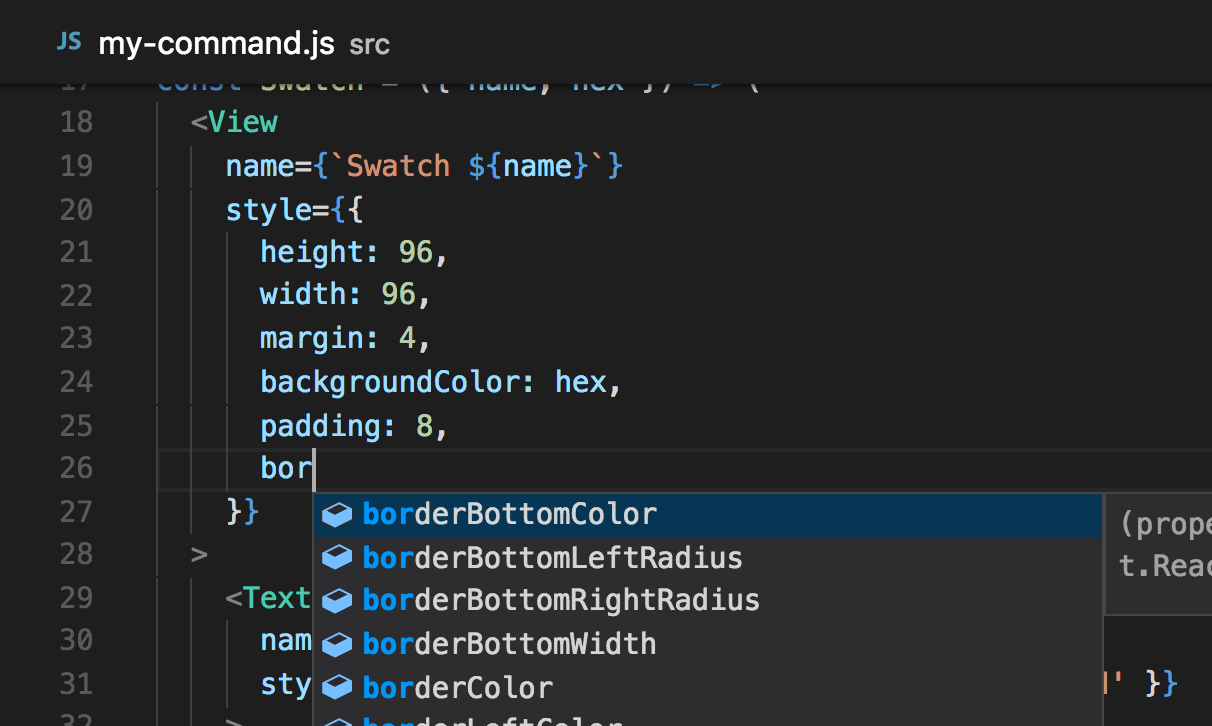 JS my-command.js src
17 const Swatch = ({ name, hex }) => (
18 <View
19 name={`Swatch ${name}`}
20 style={{
21 height: 96,
22 width: 96,
23 margin: 4,
24 backgroundColor: hex,
25 padding: 8,
26 bor
27 }}
borderBottomColor
(prope
28 >
borderBottomLeftRadius
t.Reac
29 <Text
borderBottomRightRadius
30 nam
borderBottomWidth
31 sty
borderColor
' }}
32 >
borderLeftColor